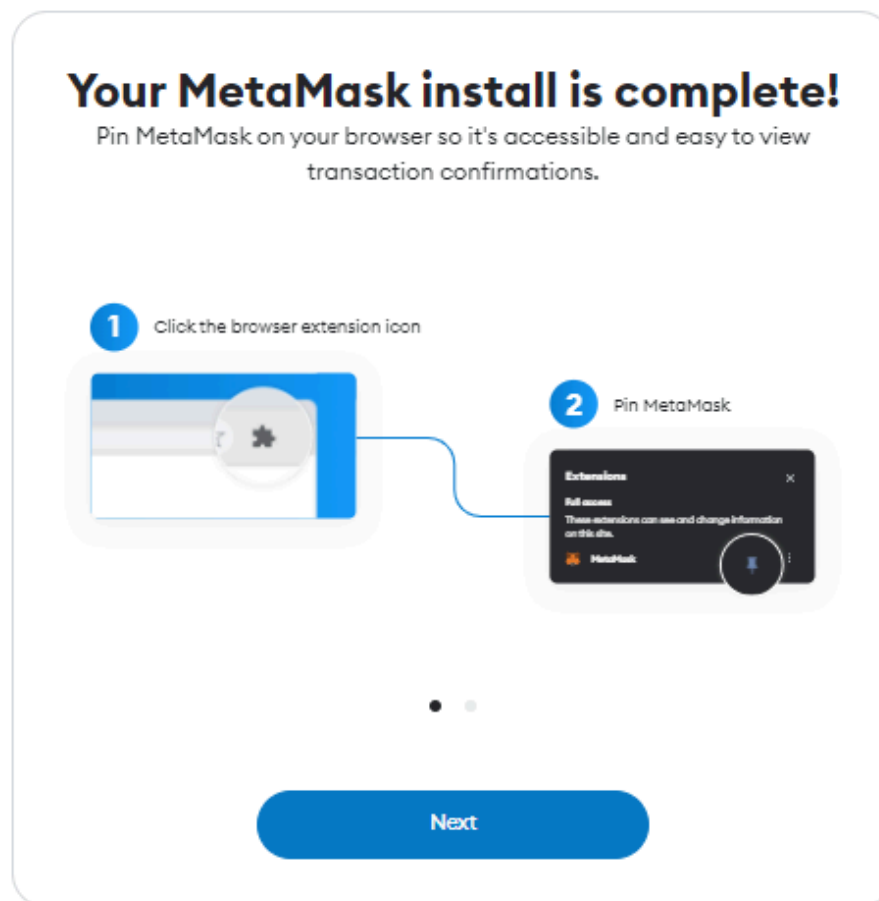 Your MetaMask install is complete!
Pin MetaMask on your browser so it's accessible and easy to view
transaction confirmations.
1
Click the browser extension icon
2
Pin MetaMask
Extensions
Full access
These extensions can see and change information
on this site.
MetaMask
Next